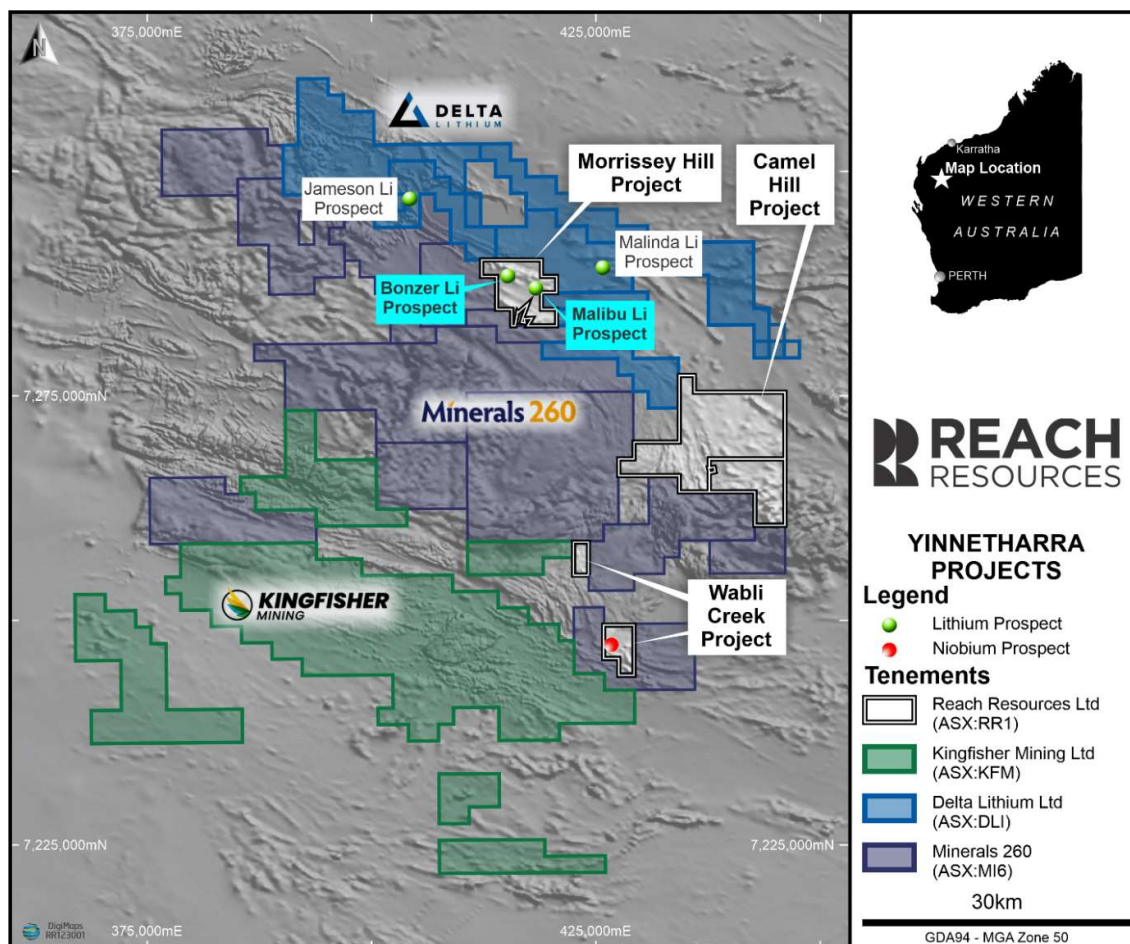 375,000mE
425,000mE
N
DELTA
LITHIUM
Morrissey Hill
Project
Camel
Hill
Project
Jameson Li
Prospect
Malinda Li
Prospect
Bonzer Li
Prospect
Malibu Li
Prospect
7,275,000mN
Minerals 260
KINGFISHER
MINING
Wabli
Creek
Project
7,225,000mN
7,225,000mN
DigiMaps
RR123001
375,000mE
425,000mE
Karratha
Map Location
WESTERN
AUSTRALIA
PERTH
REACH
RESOURCES
YINNETHARRA
PROJECTS
Legend
Lithium Prospect
Niobium Prospect
Tenements
Reach Resources Ltd
(ASX:RR1)
Kingfisher Mining Ltd
(ASX:KFM)
Delta Lithium Ltd
(ASX:DLI)
Minerals 260
(ASX:MI6)
30km
GDA94 - MGA Zone 50